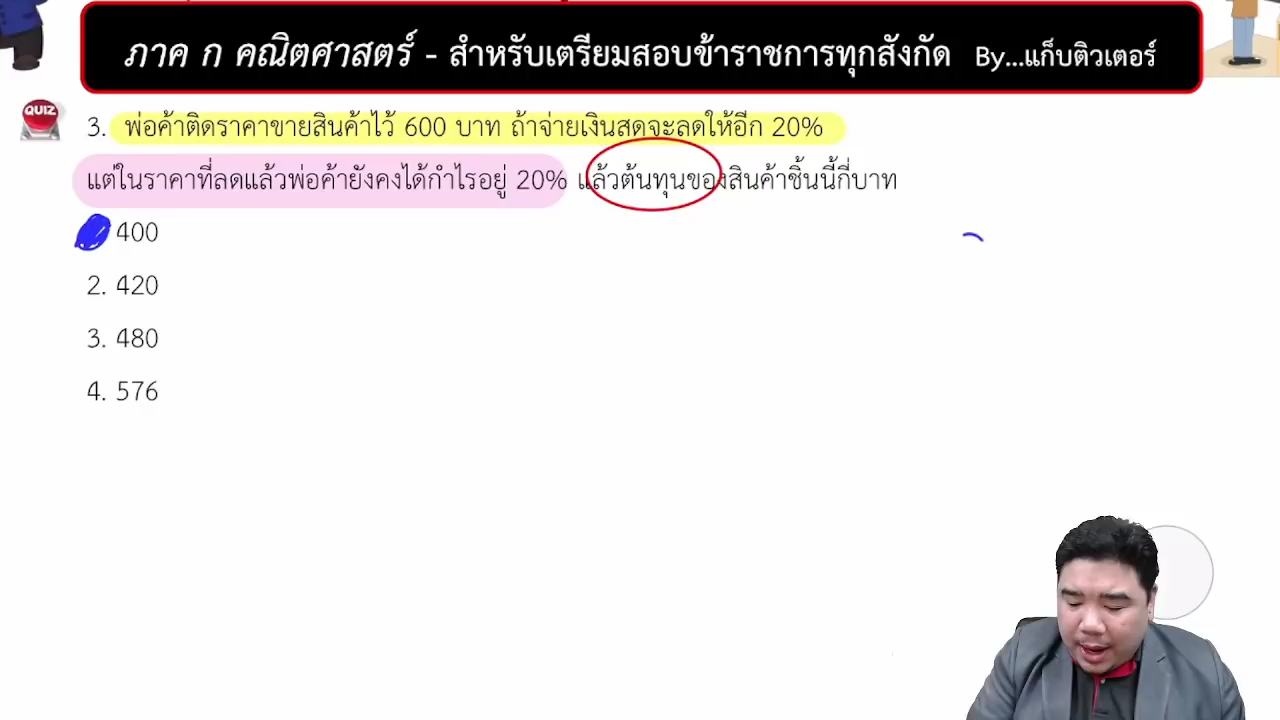 ภาค ก คณิตศาสตร์ - สำหรับเตรียมสอบข้าราชการทุกสังกัด By...แก็บติวเตอร์
QUIZ
3. พ่อค้าติดราคาขายสินค้าไว้ 600 บาท ถ้าจ่ายเงินสดจะลดให้อีก 20%
แต่ในราคาที่ลดแล้วพ่อค้ายังคงได้กำไรอยู่ 20% แล้วต้นทุนของสินค้าชิ้นนี้กี่บาท
400
2. 420
3. 480
4. 576